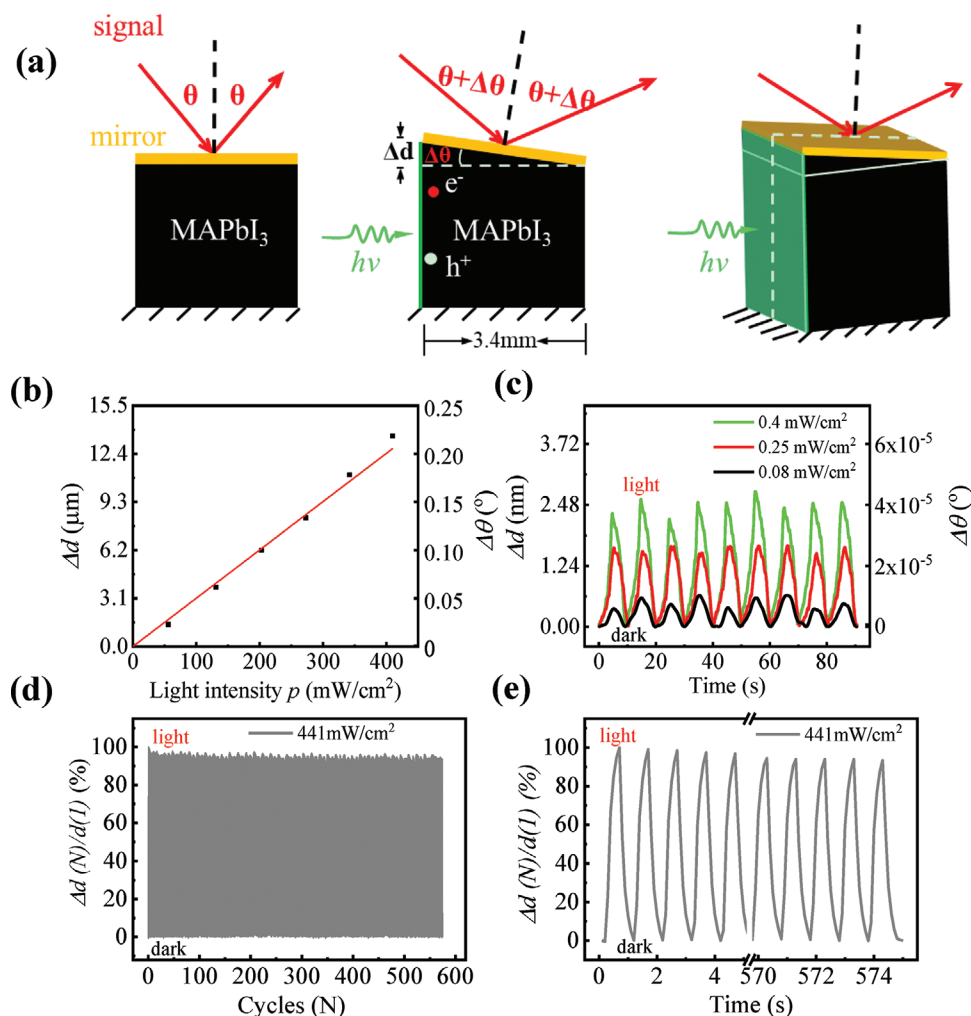 (a)
signal
θ θ
mirror
MAPbI₃
θ+Δθ θ+Δθ
Δd Δθ
e⁻
MAPbI₃
h⁺
hν
3.4mm
hν
(b)
Δd (μm)
15.5
12.4
9.3
6.2
3.1
0.0
0 100 200 300 400
Light intensity p (mW/cm²)
0.25
0.20
0.15
0.10
0.05
0
Δθ (°)
(c)
Δd (nm)
3.72
2.48
1.24
0.00
0.4 mW/cm²
0.25 mW/cm²
0.08 mW/cm²
light
dark
0 20 40 60 80
Time (s)
6x10⁻⁵
4x10⁻⁵
2x10⁻⁵
0
Δθ (°)
(d)
Δd (N)/d(1) (%)
100
80
60
40
20
0
light
441mW/cm²
dark
0 100 200 300 400 500 600
Cycles (N)
(e)
Δd (N)/d(1) (%)
100
80
60
40
20
0
light
441mW/cm²
dark
0 2 4 570 572 574
Time (s)